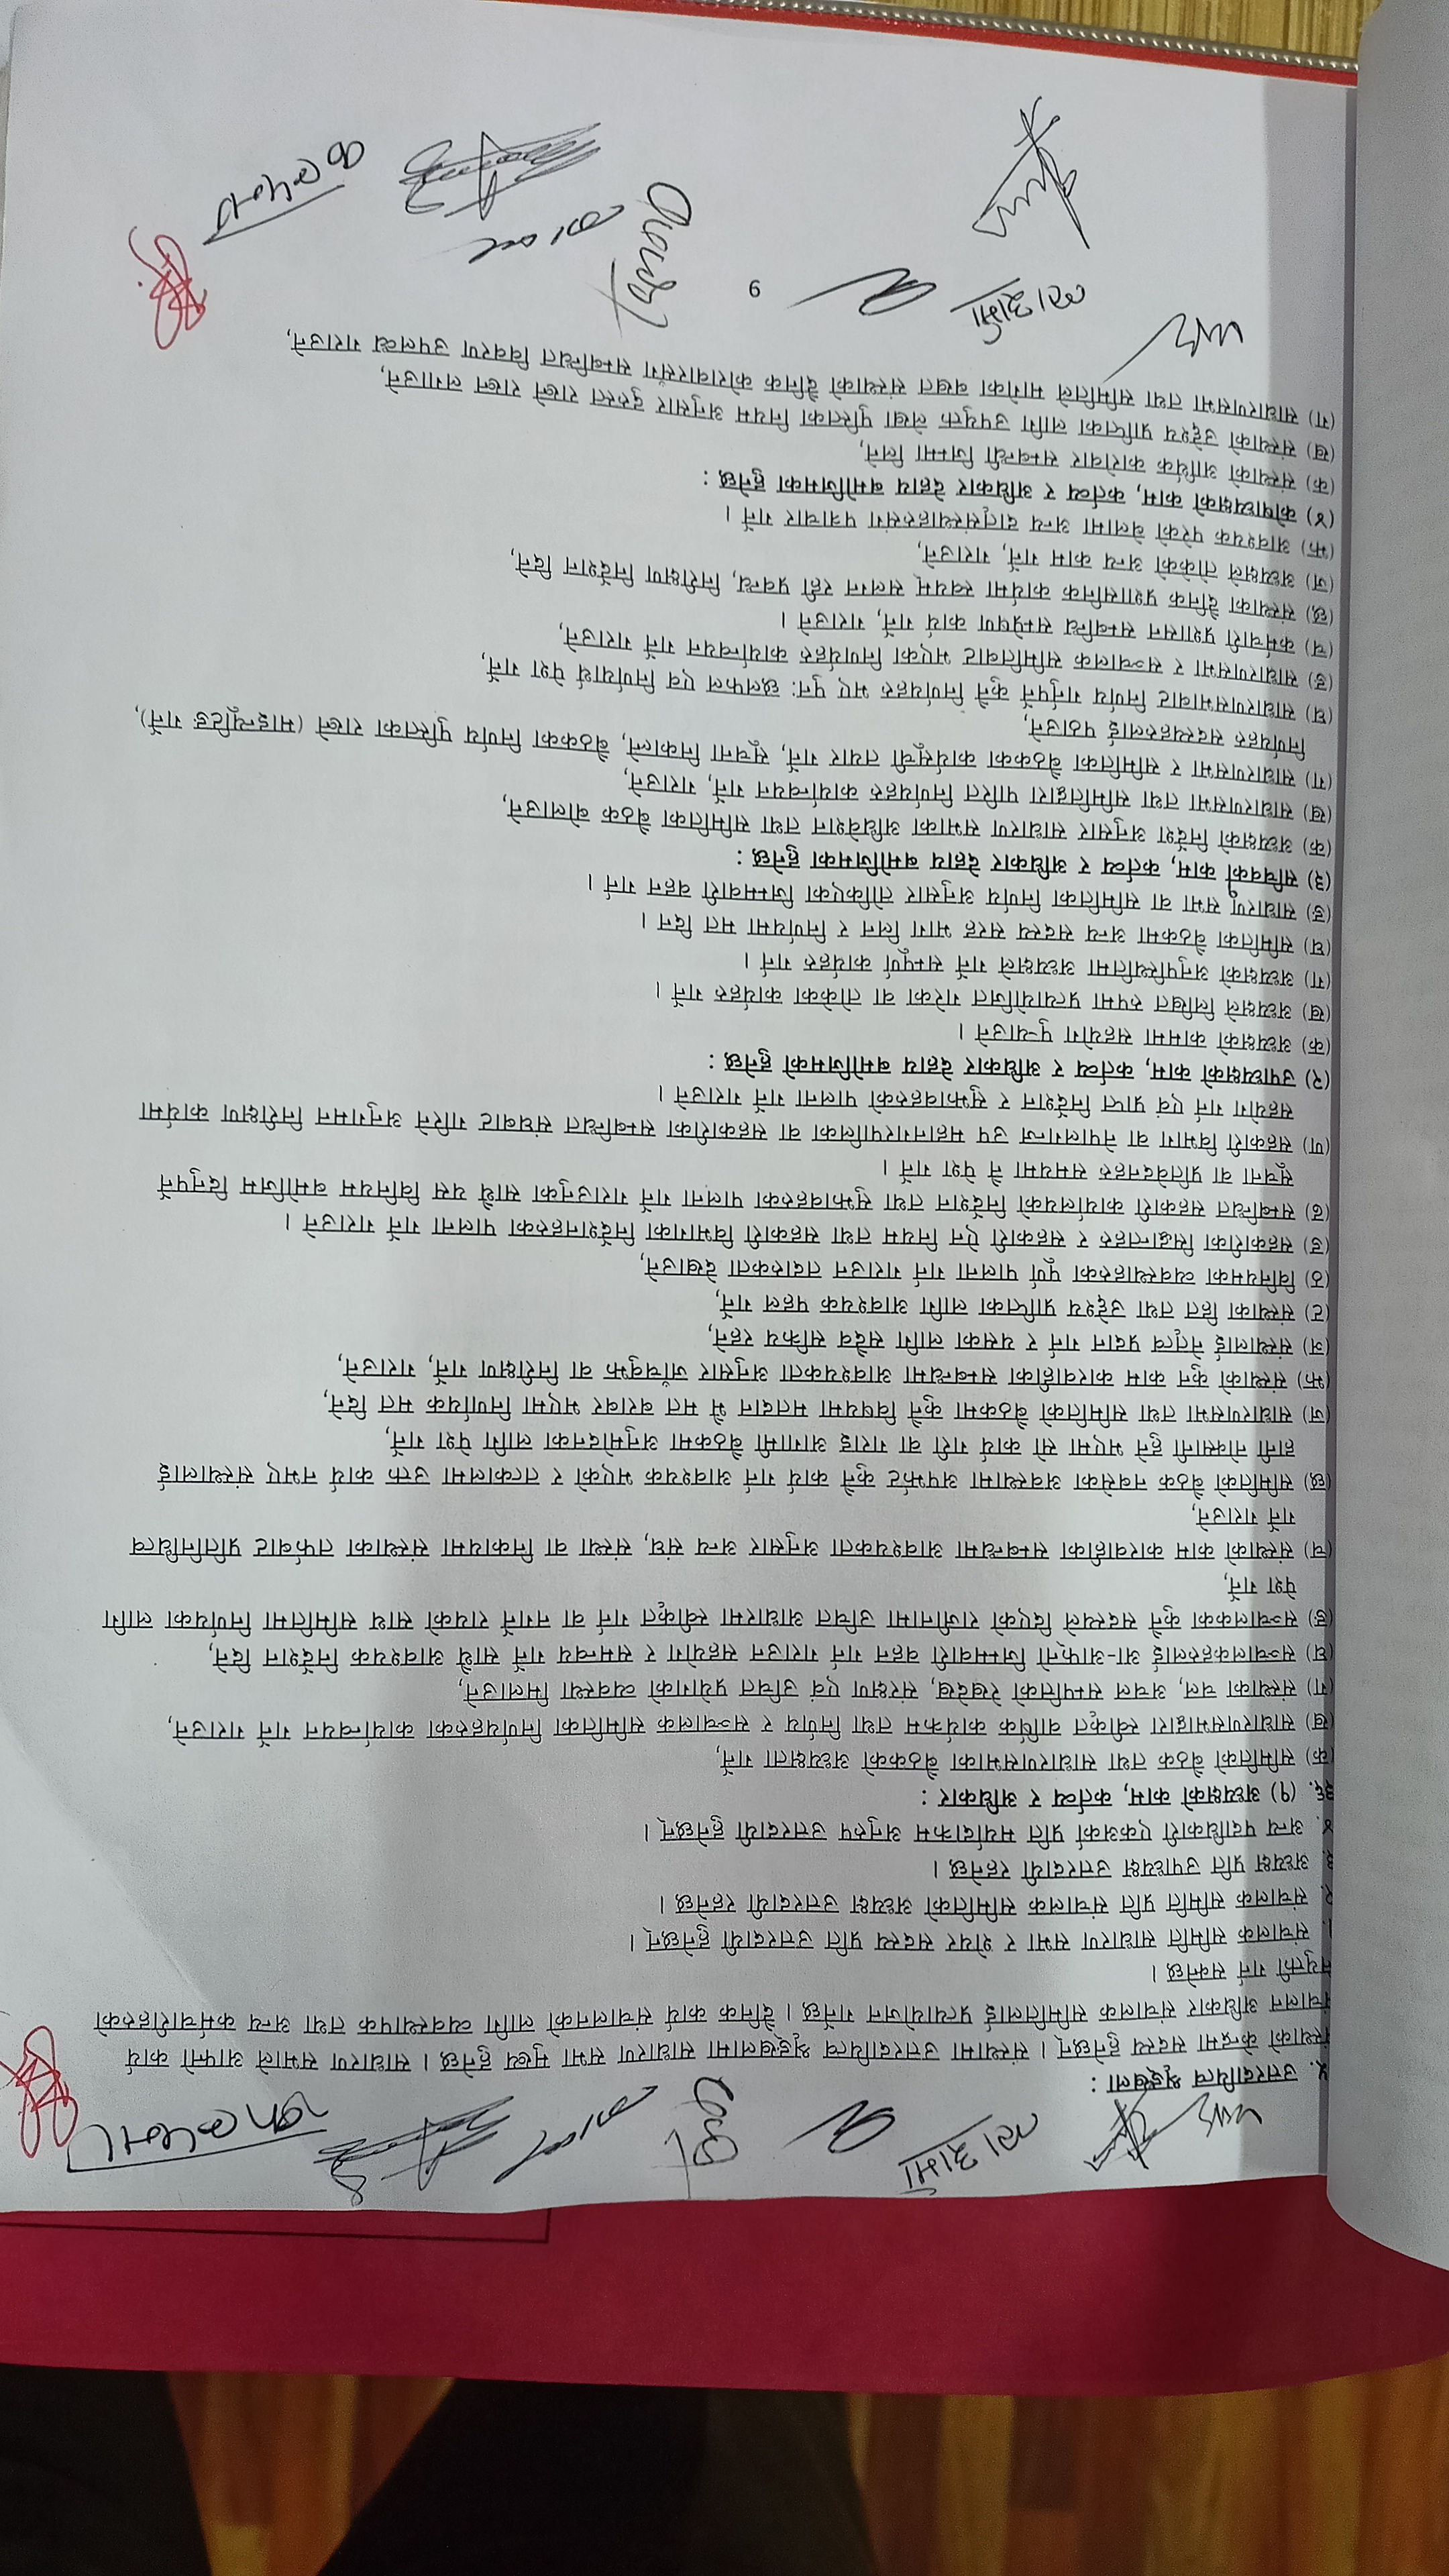 ल्टा शर्मा
कल्पना
५. उत्तरदायित्व श्रृङ्खला :
संस्थाको केन्द्रमा सदस्य हुनेछन् । संस्थामा उत्तरदायित्व श्रृङ्खलामा साधारण सभा मुख्य हुनेछ । साधारण सभाले आफ्नो कार्य
संचालन अधिकार संचालक समितिलाई प्रत्यायोजन गर्नेछ । दैनिक कार्य संचालनको लागि व्यवस्थापक तथा अन्य कर्मचारीहरुको
नयुक्ती गर्न सक्नेछ ।
१. संचालक समिति साधारण सभा र शेयर सदस्य प्रति उत्तरदायी हुनेछन् ।
२. संचालक समिति प्रति संचालक समितिको अध्यक्ष उत्तरदायी रहनेछ ।
३. अध्यक्ष प्रति उपाध्यक्ष उत्तरदायी रहनेछ ।
४. अन्य पदाधिकारी एकअर्का प्रति मर्यादाक्रम अनुरुप उत्तरदायी हुनेछन् ।
३६. (१) अध्यक्षको काम, कर्तव्य र अधिकार :
(क) समितिको बैठक तथा साधारणसभाका बैठकको अध्यक्षता गर्ने,
(ख) साधारणसभाद्वारा स्वीकृत वार्षिक कार्यक्रम तथा निर्णय र सञ्चालक समितिका निर्णयहरुका कार्यान्वयन गर्ने गराउने,
(ग) संस्थाका चल, अचल सम्पत्तिको रेखदेख, संरक्षण एवं उचित प्रयोगको व्यवस्था मिलाउने,
(घ) सञ्चालकहरुलाई आ-आफ्नो जिम्मवारी वहन गर्न गराउन सहयोग र समन्वय गर्ने साथै आवश्यक निर्देशन दिने,
(ङ) सञ्चालकका कुनै सदस्यले दिएको राजीनामा उचित आधारमा स्वीकृत गर्न वा नगर्ने रायको साथ समितिमा निर्णयका लागि
पेश गर्ने,
(च) संस्थाको काम कारवाहीका सम्बन्धमा आवश्यकता अनुसार अन्य संघ, संस्था वा निकायमा संस्थाका तर्फबाट प्रतिनिधित्व
गर्ने गराउने,
(छ) समितिको बैठक नबसेका अवस्थामा अपर्झट कुनै कार्य गर्न आवश्यक भएको र तत्कालमा उक्त कार्य नभए संस्थालाई
हानी नोक्सानी हुने भएमा सो कार्य गरी वा गराइ आगामी बैठकमा अनुमोदनका लागि पेश गर्ने,
(ज) साधारणसभा तथा समितिको बैठकमा कुनै विषयमा मतदान भै मत बराबर भएमा निर्णायक मत दिने,
(झ) संस्थाको कुन काम कारवाहीका सम्बन्धमा आवश्यकता अनुसार जाँचवुझ वा निरीक्षण गर्ने, गराउने,
(ञ) संस्थालाई नेतृत्व प्रदान गर्न र यसका लागि सदैव सक्रिय रहने,
(ट) संस्थाका हित तथा उद्देश्य प्राप्तिका लागि आवश्यक पहल गर्ने,
(ठ) विनियमका व्यवस्थाहरुका पूर्ण पालना गर्न गराउन तदारुकता देखाउने,
(ड) सहकारीका सिद्धान्तहरु र सहकारी ऐन नियम तथा सहकारी विभागका निर्देशनहरुका पालना गर्ने गराउने ।
(ढ) सम्बन्धित सहकारी कार्यालयको निर्देशन तथा सुझावहरुका पालना गर्ने गराउनुका साथै यस विनियम बमोजिम दिनुपर्ने
सूचना वा प्रतिवेदनहरु समयमा नै पेश गर्ने ।
(ण) सहकारी विभाग वा नेपालगन्ज उप महानगरपालिका वा सहकारीका सम्बन्धित संघबाट गरिने अनुगमन निरीक्षण कार्यमा
सहयोग गर्न एवं प्राप्त निर्देशन र सुझावहरुको पालना गर्ने गराउने ।
(२) उपाध्यक्षको काम, कर्तव्य र अधिकार देहाय बमोजिमको हुनेछ :
(क) अध्यक्षको काममा सहयोग पुऱ्याउने ।
(ख) अध्यक्षले लिखित रुपमा प्रत्यायोजित गरेका वा तोकेका कार्यहरु गर्ने ।
(ग) अध्यक्षको अनुपस्थितिमा अध्यक्षले गर्ने सम्पूर्ण कार्यहरु गर्न ।
(घ) समितिका बैठकमा अन्य सदस्य सरह भाग लिन र निर्णयमा मत दिन ।
(ङ) साधारण सभा वा समितिका निर्णय अनुसार तोकिएका जिम्मवारी वहन गर्न ।
(३) सचिवको काम, कर्तव्य र अधिकार देहाय बमोजिमका हुनेछ :
(क) अध्यक्षको निर्देश अनुसार साधारण सभाका अधिवेशन तथा समितिका बैठक बोलाउने,
(ख) साधारणसभा तथा समितिद्वारा पारित निर्णयहरु कार्यान्वयन गर्ने, गराउने,
(ग) साधारणसभा र समितिका बैठकका कार्यसूची तयार गर्ने, सूचना निकाल्ने, बैठकका निर्णय पुस्तिका राख्ने (माइन्यूटिङ गर्ने),
निर्णयहरु सदस्यहरुलाई पठाउने,
(घ) साधारणसभाबाट निर्णय गर्नुपर्ने कुनै निर्णयहरु भए पुनः छलफल एव निर्णयार्थ पेश गर्ने,
(ङ) साधारणसभा र सञ्चालक समितिबाट भएका निणर्यहरु कार्यान्वयन गर्ने गराउने,
(च) कर्मचारी प्रशासन सम्बन्धि सम्प्रेषण कार्य गर्ने, गराउने ।
(छ) संस्थाका दैनिक प्रशासनिक कार्यमा स्वयम् सलग्न रही प्रवन्ध, निरीक्षण निर्देशन दिने,
(ज) अध्यक्षले तोकेको अन्य काम गर्ने, गराउने,
(झ) आवश्यक परेको बेलामा अन्य दातृसंस्थाहरुसंग पत्राचार गर्ने ।
(४) कोषाध्यक्षको काम, कर्तव्य र अधिकार देहाय बमोजिमका हुनेछ :
(क) संस्थाको आर्थिक कारोवार सम्बन्धी जिम्मा लिने,
(ख) संस्थाको उद्देश्य प्राप्तिका लागि उपयुक्त लेखा पुस्तिका नियम अनुसार दुरुस्त राख्ने राख्न लगाउने,
(ग) साधारणसभा तथा समितिले मागेका बखत संस्थाको दैनिक कोरावारसँग सम्बन्धित विवरण उपलव्ध गराउने,
ल्टा शर्मा
9
कल्पना